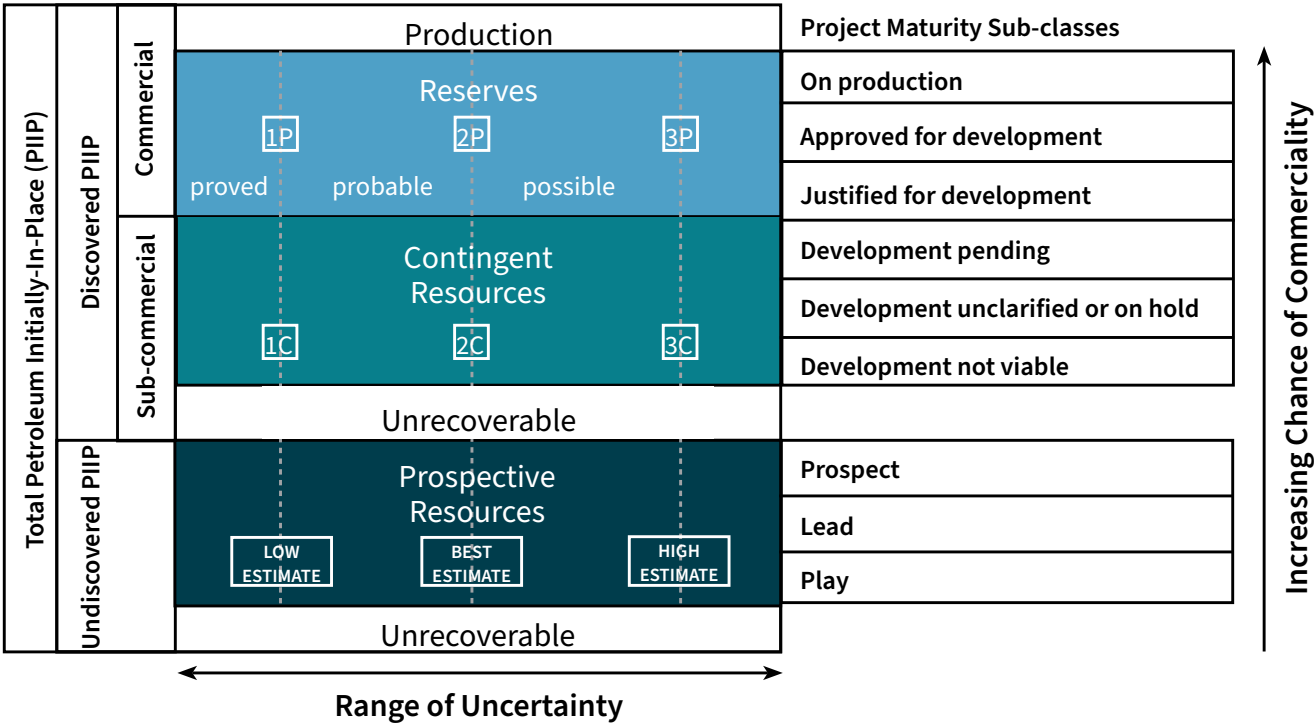 Total Petroleum Initially-In-Place (PIIP)
Discovered PIIP
Undiscovered PIIP
Commercial
Sub-commercial
Production
Reserves
1P
2P
3P
proved
probable
possible
Contingent
Resources
1C
2C
3C
Unrecoverable
Prospective
Resources
LOW
ESTIMATE
BEST
ESTIMATE
HIGH
ESTIMATE
Unrecoverable
Range of Uncertainty
Project Maturity Sub-classes
On production
Approved for development
Justified for development
Development pending
Development unclarified or on hold
Development not viable
Prospect
Lead
Play
Increasing Chance of Commerciality